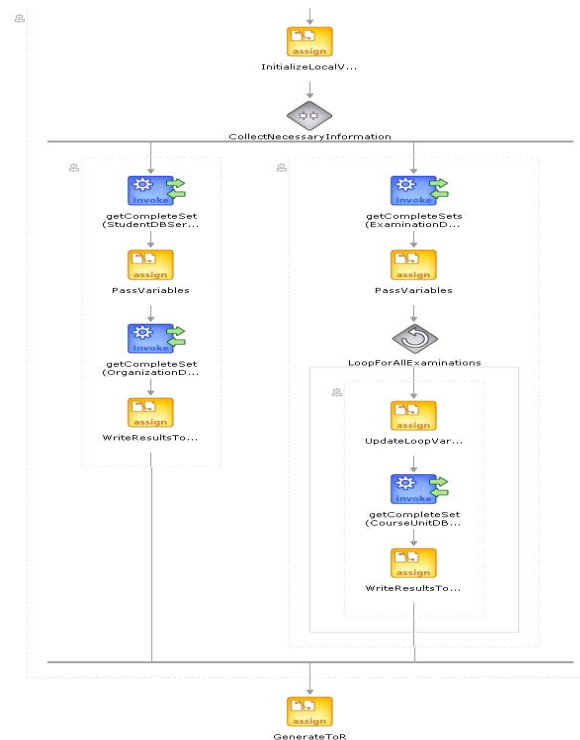 assign
InitializeLocalV...
CollectNecessaryInformation
invoke
getCompleteSet
(StudentDBSer...
assign
PassVariables
invoke
getCompleteSet
(OrganizationD...
assign
WriteResultsTo...
invoke
getCompleteSets
(ExaminationD...
assign
PassVariables
LoopForAllExaminations
assign
UpdateLoopVar...
invoke
getCompleteSet
(CourseUnitDB...
assign
WriteResultsTo...
assign
GenerateToR